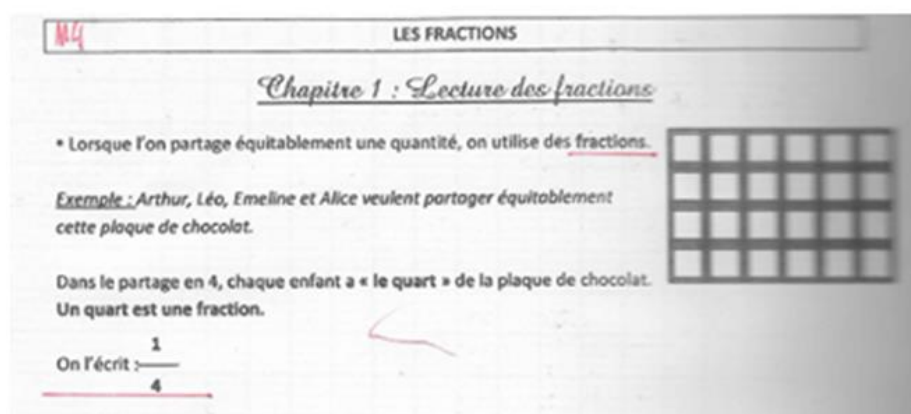 M4
LES FRACTIONS
Chapitre 1 : Lecture des fractions
• Lorsque l'on partage équitablement une quantité, on utilise des fractions.
Exemple : Arthur, Léo, Emeline et Alice veulent partager équitablement
cette plaque de chocolat.
Dans le partage en 4, chaque enfant a « le quart » de la plaque de chocolat.
Un quart est une fraction.
1
On l'écrit :
4